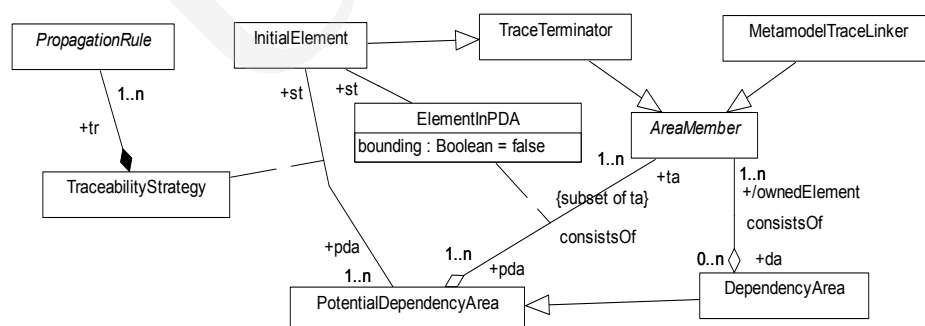 PropagationRule
InitialElement
TraceTerminator
MetamodelTraceLinker
1..n
+tr
+st
+st
ElementInPDA
bounding : Boolean = false
AreaMember
TraceabilityStrategy
1..n
+ta
{subset of ta}
consistsOf
1..n
+/ownedElement
consistsOf
+pda
1..n
1..n
+pda
0..n
+da
PotentialDependencyArea
DependencyArea